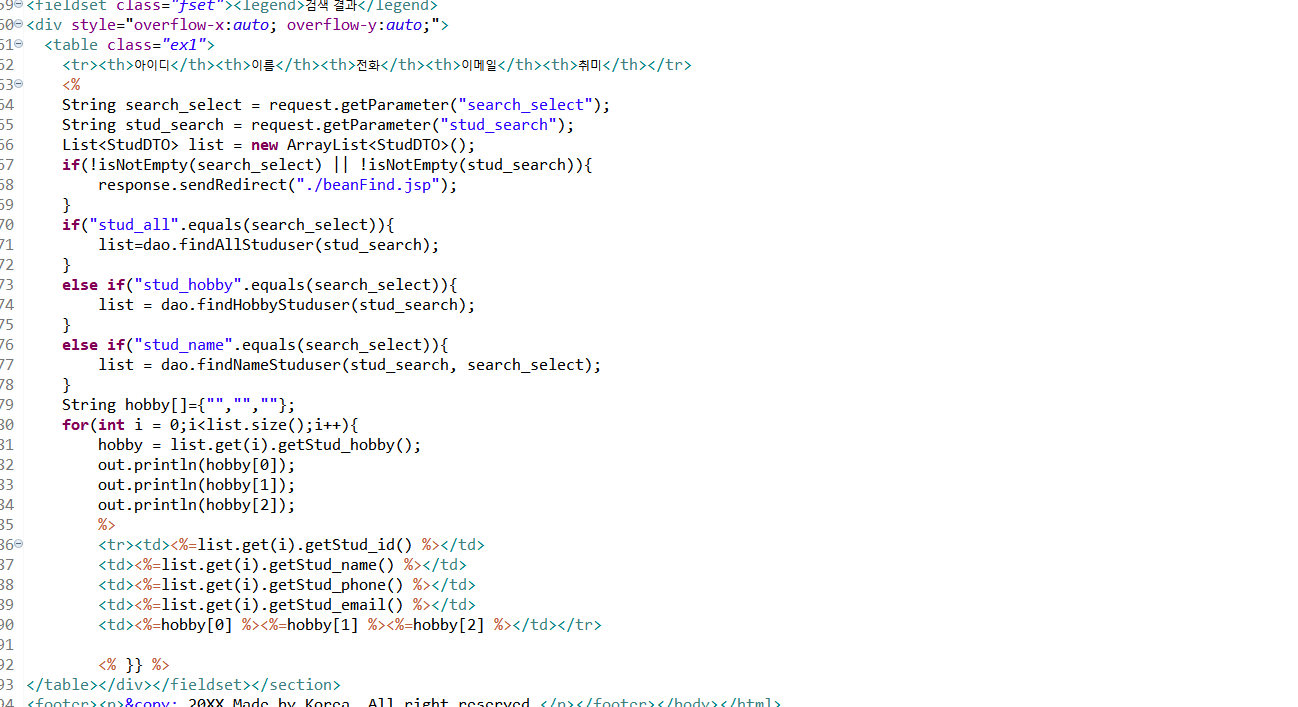 59 <fieldset class="fset"><legend>검색 결과</legend>
60 <div style="overflow-x:auto; overflow-y:auto;">
61 <table class="ex1">
62 <tr><th>아이디</th><th>이름</th><th>전화</th><th>이메일</th><th>취미</th></tr>
63 <%
64 String search_select = request.getParameter("search_select");
65 String stud_search = request.getParameter("stud_search");
66 List<StudDTO> list = new ArrayList<StudDTO>();
67 if(!isNotEmpty(search_select) || !isNotEmpty(stud_search)){
68 response.sendRedirect("./beanFind.jsp");
69 }
70 if("stud_all".equals(search_select)){
71 list=dao.findAllStuduser(stud_search);
72 }
73 else if("stud_hobby".equals(search_select)){
74 list = dao.findHobbyStuduser(stud_search);
75 }
76 else if("stud_name".equals(search_select)){
77 list = dao.findNameStuduser(stud_search, search_select);
78 }
79 String hobby[]={"","",""};
80 for(int i = 0;i<list.size();i++){
81 hobby = list.get(i).getStud_hobby();
82 out.println(hobby[0]);
83 out.println(hobby[1]);
84 out.println(hobby[2]);
85 %>
86 <tr><td><%=list.get(i).getStud_id() %></td>
87 <td><%=list.get(i).getStud_name() %></td>
88 <td><%=list.get(i).getStud_phone() %></td>
89 <td><%=list.get(i).getStud_email() %></td>
90 <td><%=hobby[0] %><%=hobby[1] %><%=hobby[2] %></td></tr>
91
92 <% }} %>
93 </table></div></fieldset></section>
94 <footer><p>&copy; 20XX Made by Korea. All right reserved.</p></footer></body></html>